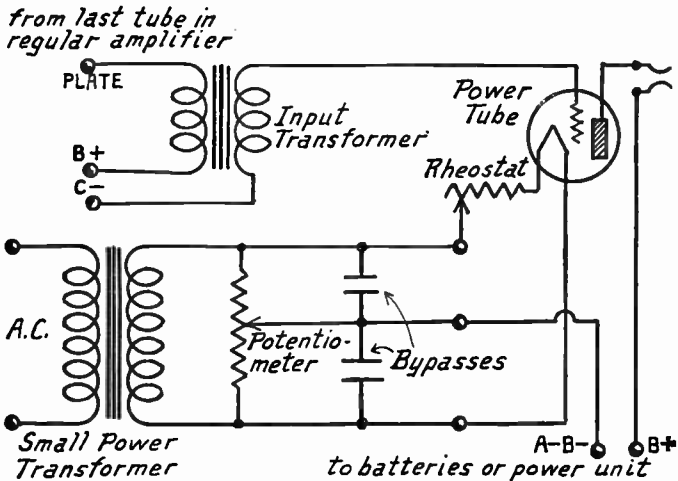 from last tube in
regular amplifier
PLATE
Input
Transformer
Power
Tube
B+
C-
Rheostat
A.C.
Potentio-
meter
Bypasses
Small Power
Transformer
A-B-
B+
to batteries or power unit